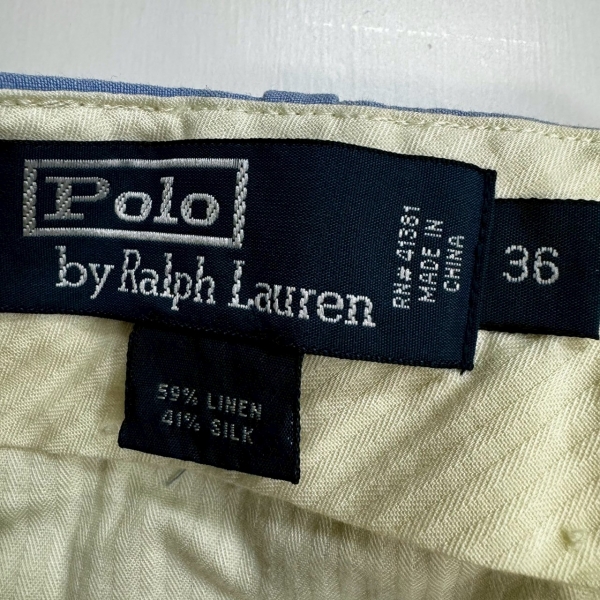 Polo
by Ralph Lauren
RN# 41381
MADE IN
CHINA
36
59% LINEN
41% SILK